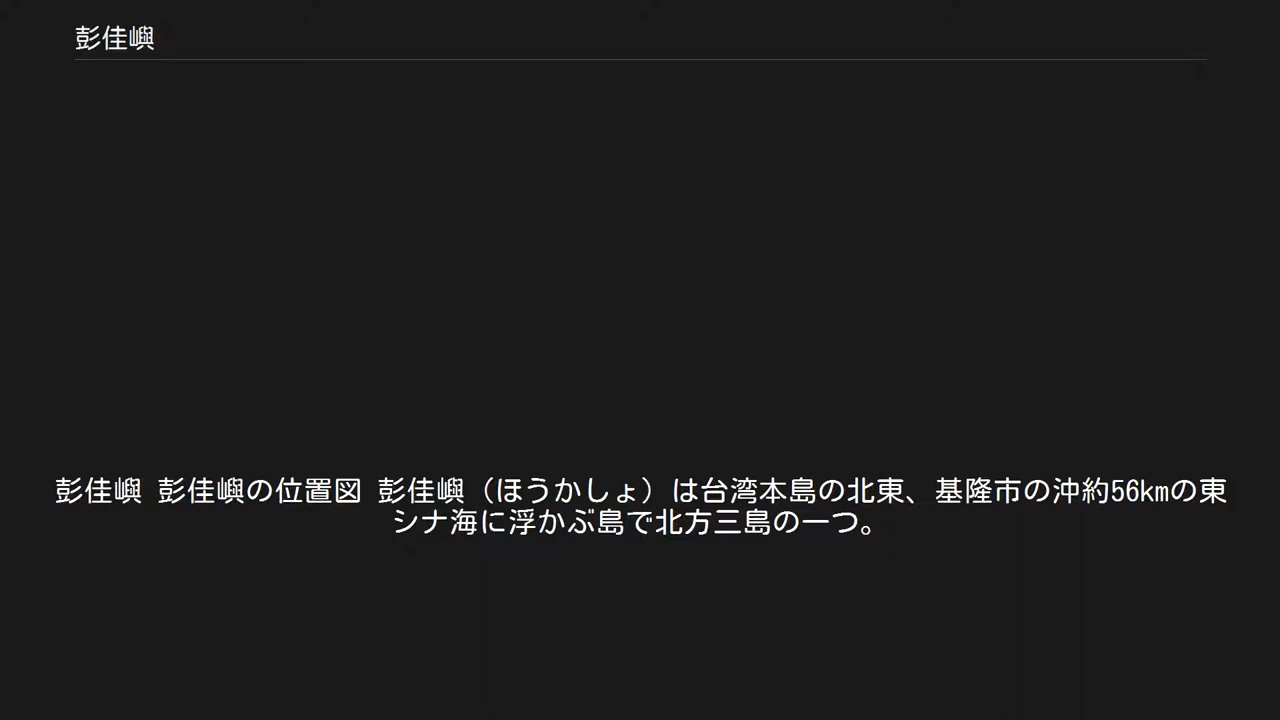 彭佳嶼
彭佳嶼 彭佳嶼の位置図 彭佳嶼（ほうかしょ）は台湾本島の北東、基隆市の沖約56kmの東
シナ海に浮かぶ島で北方三島の一つ。